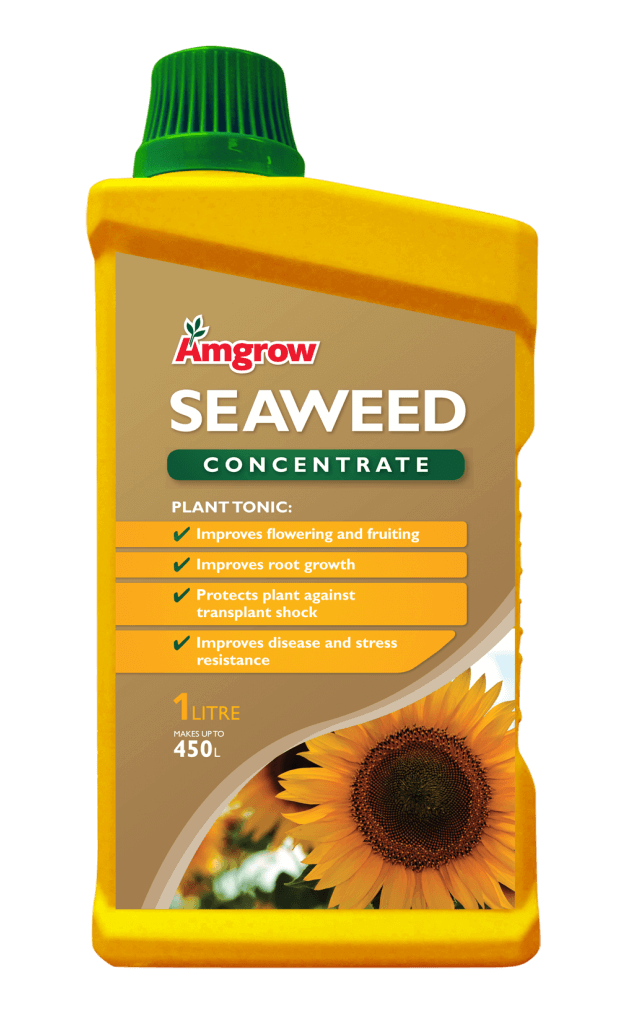 Amgrow
SEAWEED
CONCENTRATE
PLANT TONIC:
Improves flowering and fruiting
Improves root growth
Protects plant against
transplant shock
Improves disease and stress
resistance
1 LITRE
MAKES UP TO
450L